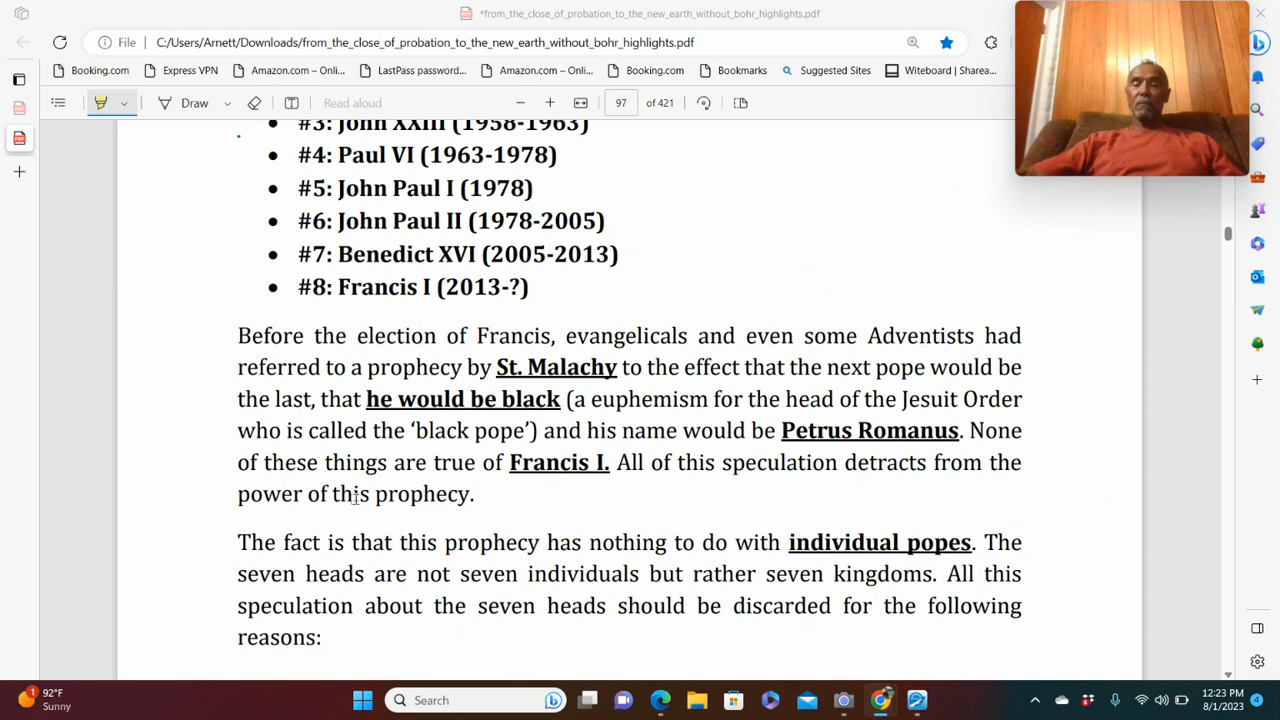 *from_the_close_of_probation_to_the_new_earth_without_bohr_highlights.pdf
File C:/Users/Arnett/Downloads/from_the_close_of_probation_to_the_new_earth_without_bohr_highlights.pdf
Booking.com Express VPN Amazon.com – Onli... LastPass password... Amazon.com – Onli... Booking.com Bookmarks Suggested Sites Witeboard | Sharea...
Draw Read aloud 97 of 421
#3: John XXIII (1958-1963)
• #4: Paul VI (1963-1978)
• #5: John Paul I (1978)
• #6: John Paul II (1978-2005)
• #7: Benedict XVI (2005-2013)
• #8: Francis I (2013-?)
Before the election of Francis, evangelicals and even some Adventists had
referred to a prophecy by St. Malachy to the effect that the next pope would be
the last, that he would be black (a euphemism for the head of the Jesuit Order
who is called the ‘black pope’) and his name would be Petrus Romanus. None
of these things are true of Francis I. All of this speculation detracts from the
power of this prophecy.
The fact is that this prophecy has nothing to do with individual popes. The
seven heads are not seven individuals but rather seven kingdoms. All this
speculation about the seven heads should be discarded for the following
reasons:
1 92°F
Sunny
Search
12:23 PM
8/1/2023
4